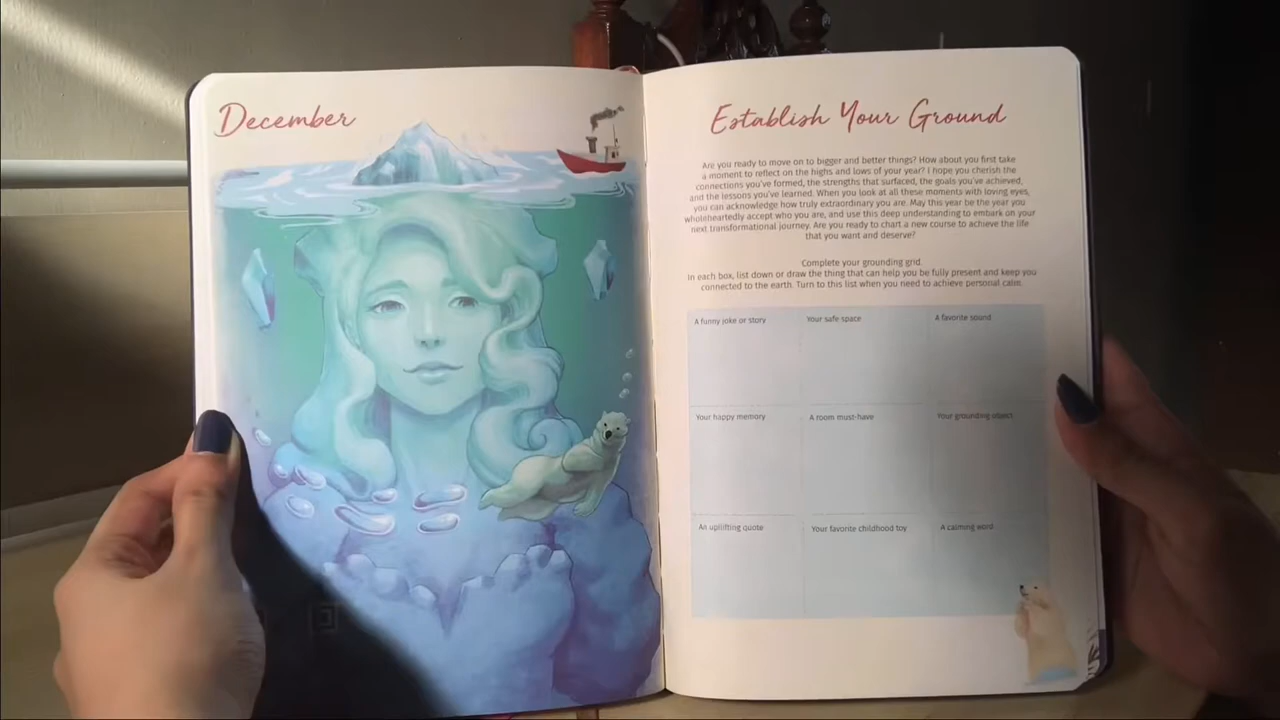 December
Establish Your Ground
Are you ready to move on to bigger and better things? How about you first take
a moment to reflect on the highs and lows of your year? I hope you cherish the
connections you've formed, the strengths that surfaced, the goals you've achieved,
and the lessons you've learned. When you look at all these moments with loving eyes,
you can acknowledge how truly extraordinary you are. May this year be the year you
wholeheartedly accept who you are, and use this deep understanding to embark on your
next transformational journey. Are you ready to chart a new course to achieve the life
that you want and deserve?
Complete your grounding grid.
In each box, list down or draw the thing that can help you be fully present and keep you
connected to the earth. Turn to this list when you need to achieve personal calm.
A funny joke or story
Your safe space
A favorite sound
Your happy memory
A room must-have
Your grounding object
An uplifting quote
Your favorite childhood toy
A calming word